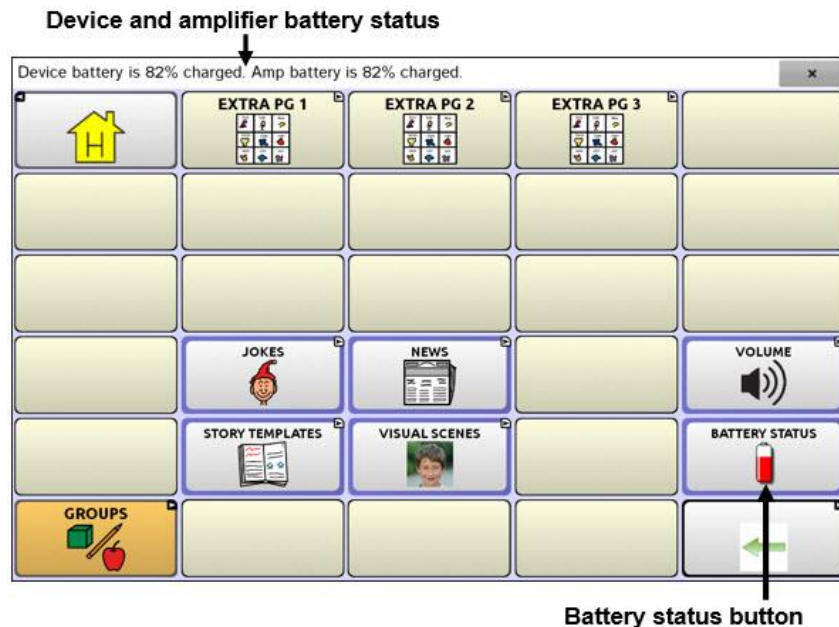 Device and amplifier battery status
Device battery is 82% charged. Amp battery is 82% charged.
×
H
EXTRA PG 1
EXTRA PG 2
EXTRA PG 3
JOKES
NEWS
VOLUME
STORY TEMPLATES
VISUAL SCENES
BATTERY STATUS
GROUPS
Battery status button